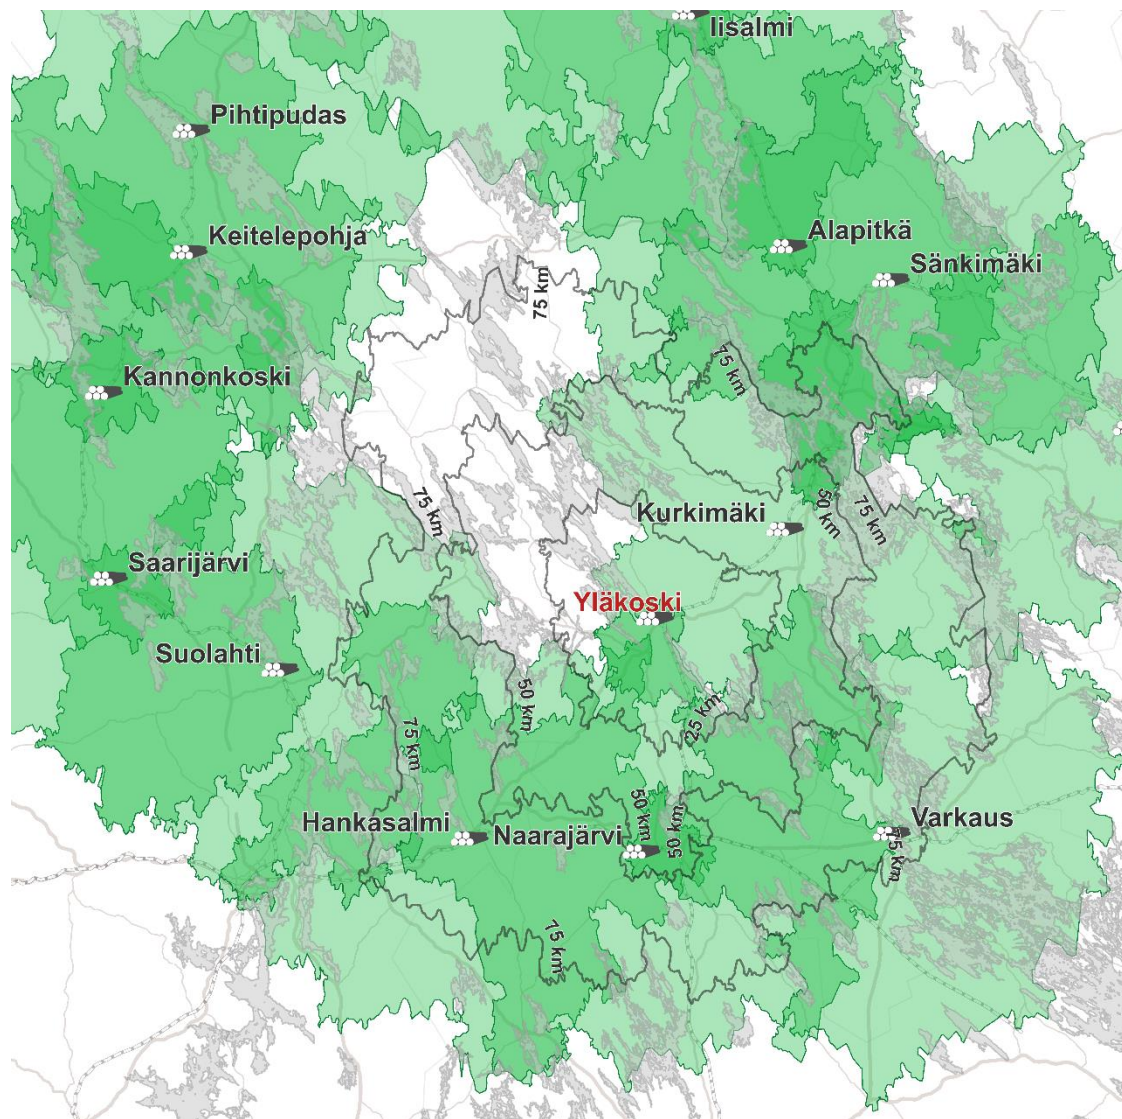 Iisalmi
Pihtipudas
Keitelepohja
Alapitkä
Sänkimäki
75 km
75 km
Kannonkoski
75 km
50 km
75 km
Kurkimäki
Saarijärvi
Yläkoski
Suolahti
50 km
25 km
75 km
Hankasalmi
Naarajärvi
50 km
50 km
Varkaus
75 km
75 km